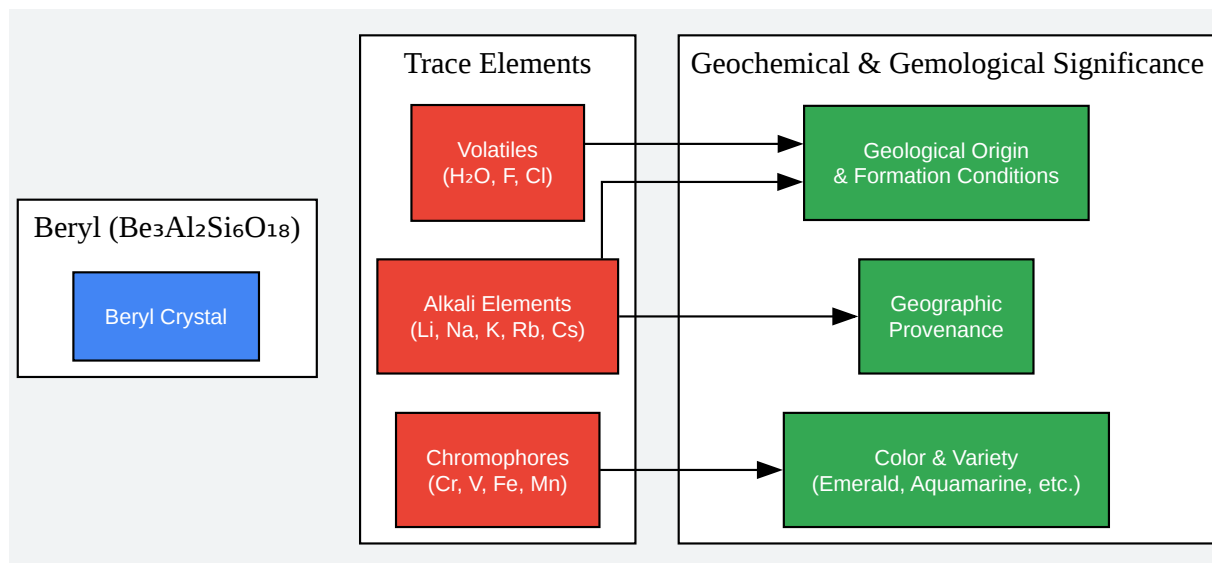 Beryl (Be₃Al₂Si₆O₁₈)
Beryl Crystal
Trace Elements
Volatiles
(H₂O, F, Cl)
Alkali Elements
(Li, Na, K, Rb, Cs)
Chromophores
(Cr, V, Fe, Mn)
Geochemical & Gemological Significance
Geological Origin
& Formation Conditions
Geographic
Provenance
Color & Variety
(Emerald, Aquamarine, etc.)